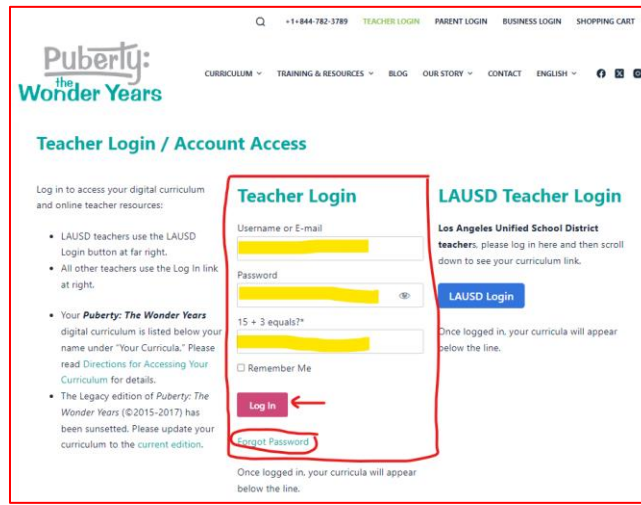 +1+844-782-3789 TEACHER LOGIN PARENT LOGIN BUSINESS LOGIN SHOPPING CART
Puberty:
the
Wonder Years
CURRICULUM TRAINING & RESOURCES BLOG OUR STORY CONTACT ENGLISH
Teacher Login / Account Access
Log in to access your digital curriculum
and online teacher resources:
• LAUSD teachers use the LAUSD
Login button at far right.
• All other teachers use the Log In link
at right.
• Your Puberty: The Wonder Years
digital curriculum is listed below your
name under "Your Curricula." Please
read Directions for Accessing Your
Curriculum for details.
• The Legacy edition of Puberty: The
Wonder Years (©2015-2017) has
been sunsetted. Please update your
curriculum to the current edition.
Teacher Login
Username or E-mail
Password
15 + 3 equals?*
Remember Me
Log In
Forgot Password
Once logged in, your curricula will appear
below the line.
LAUSD Teacher Login
Los Angeles Unified School District
teachers, please log in here and then scroll
down to see your curriculum link.
LAUSD Login
Once logged in, your curricula will appear
below the line.